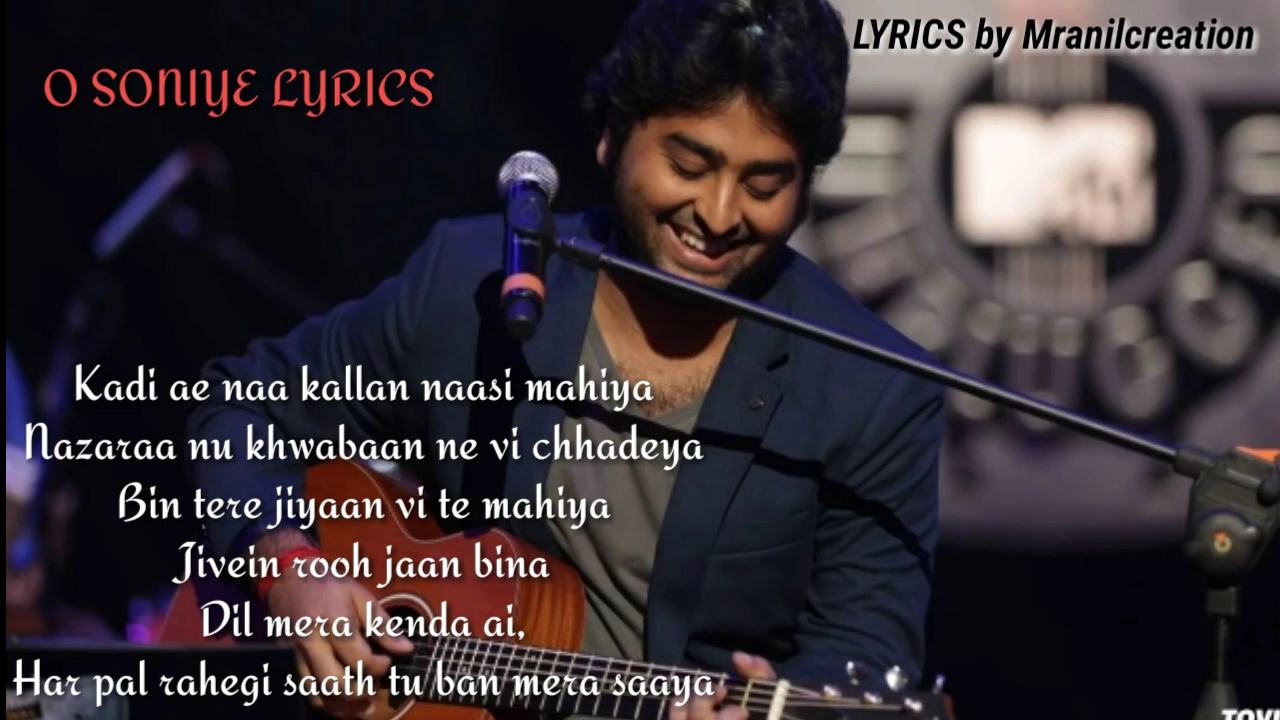 LYRICS by Mranilcreation
O SONIYE LYRICS
Kadi ae naa kallan naasi mahiya
Nazaraa nu khwabaan ne vi chhadeya
Bin tere jiyaan vi te mahiya
Jivein rooh jaan bina
Dil mera kenda ai,
Har pal rahegi saath tu ban mera saaya